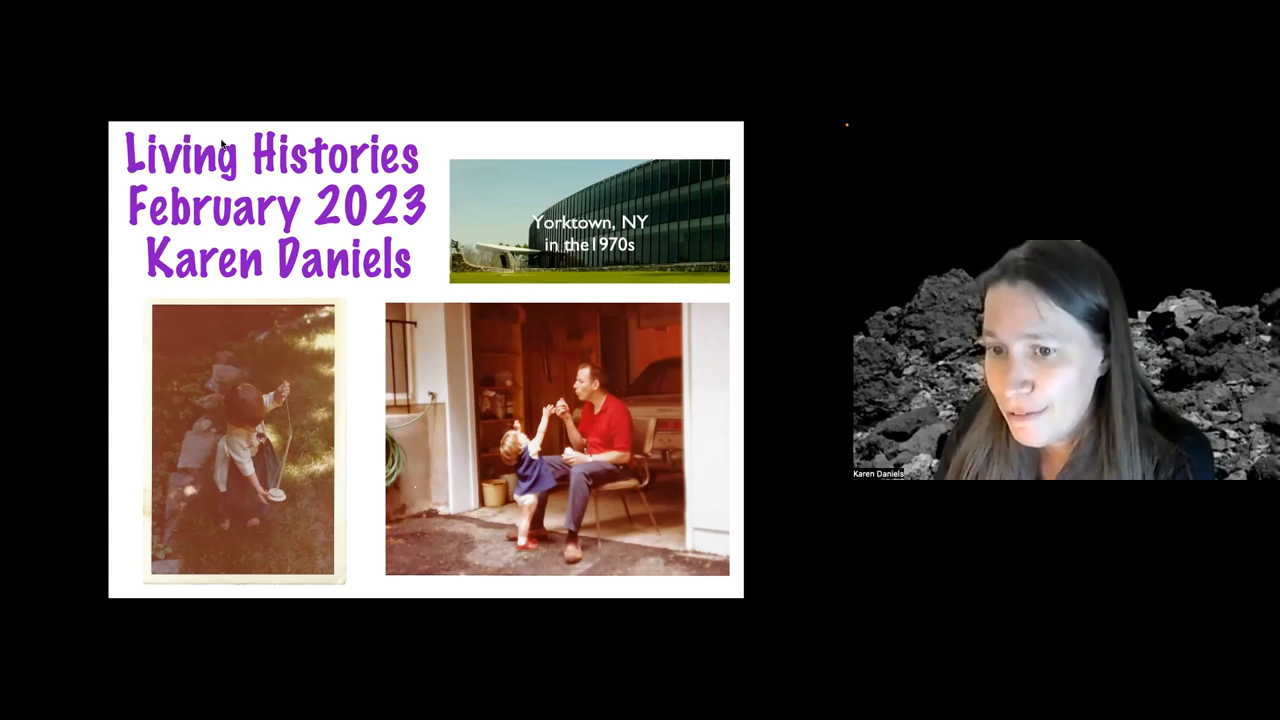 Living Histories
February 2023
Karen Daniels
Yorktown, NY
in the1970s
Karen Daniels